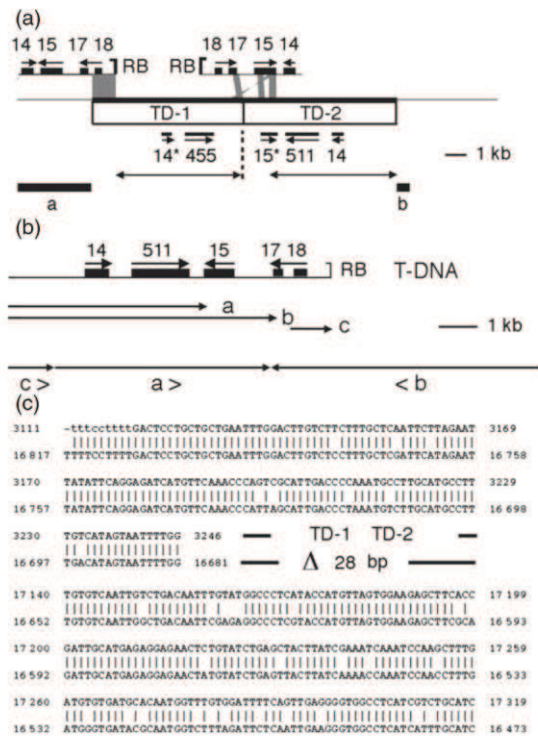 (a)
14 15 17 18 RB RB 18 17 15 14
TD-1 TD-2
14* 455 15* 511 14
1 kb
a b
(b)
14 511 15 17 18
RB T-DNA
a
b
c 1 kb
c > a > < b
(c)
3111 -tttccttttGACTCCTGCTGCTGAATTTGGACTTGTCTTCTTTGCTCAATTCTTAGAAT 3169
16 817 TTTTCCTTTTGACTCCTGCTGCTGAATTTGGACTTGTCTCCTTTGCTCGATTCATAGAAT 16 758
3170 TATATTCAGGAGATCATGTTCAAACCCAGTCGCATTGACCCCAAATGCCTTGCATGCCTT 3229
16 757 TATATTCAGGAGATCATGTTCAAACCCATTAGCATTGACCCTAAATGTCTTGCATGCCTT 16 698
3230 TGTCATAGTAATTTTGG 3246 TD-1 TD-2
16 697 TGACATAGTAATTTTGG 16681 Δ 28 bp
17 140 TGTGTCAATTGTCTGACAATTTGTATGGCCCTCATACCATGTTAGTGGAAGAGCTTCACC 17 199
16 652 TGTGTCAATTGGCTGACAATTCGAGAGGCCCTCGTACCATGTTAGTGGAAGAGCTTCGCA 16 593
17 200 GATTGCATGAGAGGAGAACTCTGTATCTGAGCTACTTATCGAAATCAAATCCAAGCTTTG 17 259
16 592 GATTGCATGAGAGGAGAACTATGTATCTGAGTTACTTATCAAAACCAAATCCAACCTTTG 16 533
17 260 ATGTGTGATGCACAATGGTTTGTGGATTTTCAGTTGAGGGGTGGCCTCATCGTCTGCATC 17 319
16 532 ATGGGTGATACGCAATGGTCTTTAGATTCTCAATTGAAGGGTGGCCTCATCATTTGCATC 16 473